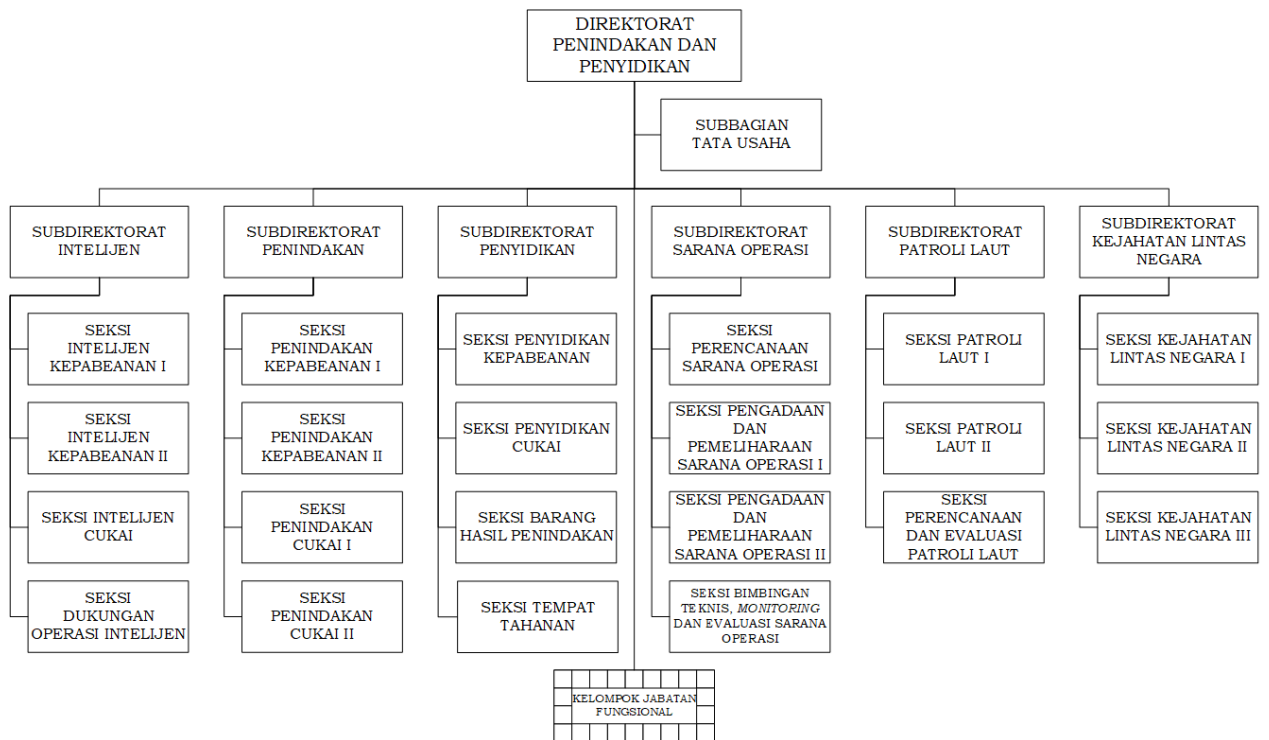 DIREKTORAT
PENINDAKAN DAN
PENYIDIKAN
SUBBAGIAN
TATA USAHA
SUBDIREKTORAT
INTELIJEN
SUBDIREKTORAT
PENINDAKAN
SUBDIREKTORAT
PENYIDIKAN
SUBDIREKTORAT
SARANA OPERASI
SUBDIREKTORAT
PATROLI LAUT
SUBDIREKTORAT
KEJAHATAN LINTAS
NEGARA
SEKSI
INTELIJEN
KEPABEANAN I
SEKSI
PENINDAKAN
KEPABEANAN I
SEKSI PENYIDIKAN
KEPABEANAN
SEKSI
PERENCANAAN
SARANA OPERASI
SEKSI PATROLI
LAUT I
SEKSI KEJAHATAN
LINTAS NEGARA I
SEKSI
INTELIJEN
KEPABEANAN II
SEKSI
PENINDAKAN
KEPABEANAN II
SEKSI PENYIDIKAN
CUKAI
SEKSI PENGADAAN
DAN
PEMELIHARAAN
SARANA OPERASI I
SEKSI PATROLI
LAUT II
SEKSI KEJAHATAN
LINTAS NEGARA II
SEKSI INTELIJEN
CUKAI
SEKSI
PENINDAKAN
CUKAI I
SEKSI BARANG
HASIL PENINDAKAN
SEKSI PENGADAAN
DAN
PEMELIHARAAN
SARANA OPERASI II
SEKSI
PERENCANAAN
DAN EVALUASI
PATROLI LAUT
SEKSI KEJAHATAN
LINTAS NEGARA III
SEKSI
DUKUNGAN
OPERASI INTELIJEN
SEKSI
PENINDAKAN
CUKAI II
SEKSI TEMPAT
TAHANAN
SEKSI BIMBINGAN
TEKNIS, MONITORING
DAN EVALUASI SARANA
OPERASI
KELOMPOK JABATAN
FUNGSIONAL